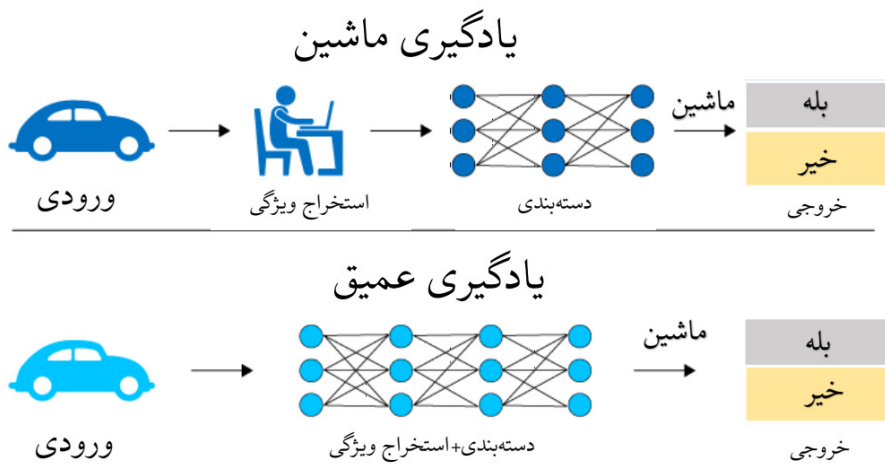 یادگیری ماشین
ماشین
بله
خیر
ورودی
استخراج ویژگی
دسته‌بندی
خروجی
یادگیری عمیق
ماشین
بله
خیر
ورودی
دسته‌بندی+استخراج ویژگی
خروجی